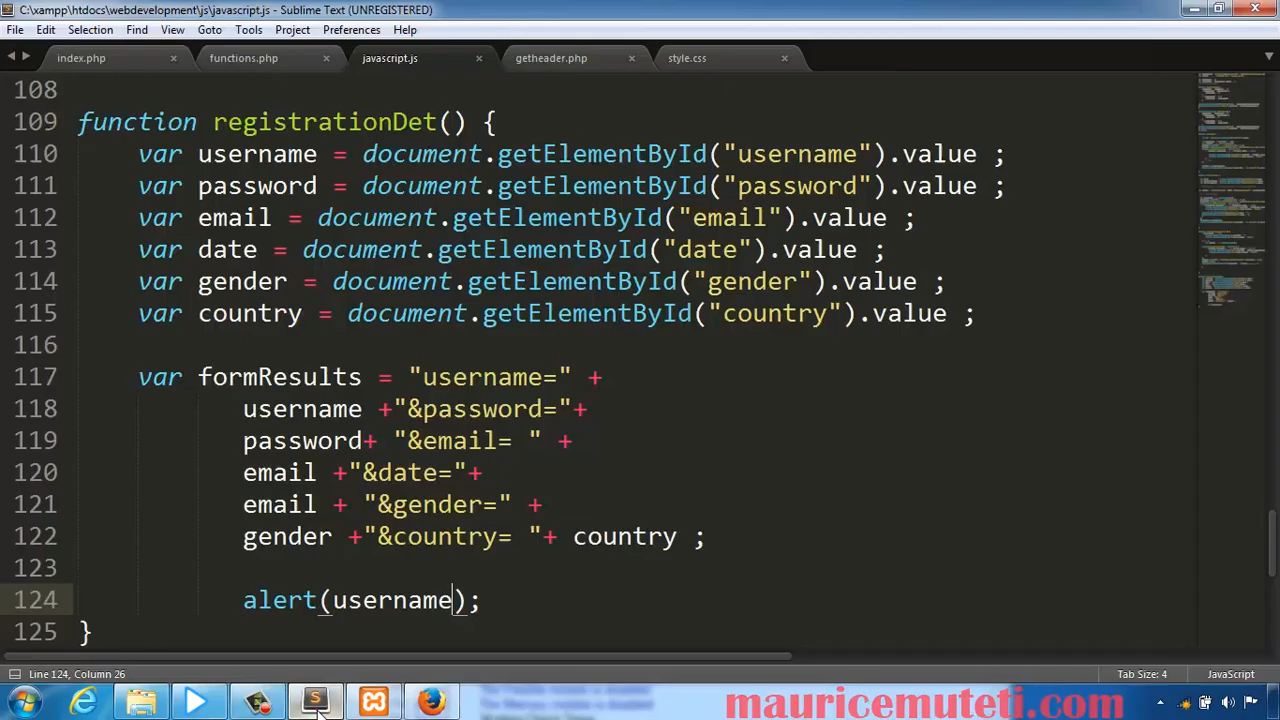 C:\xampp\htdocs\webdevelopment\js\javascript.js - Sublime Text (UNREGISTERED)
File Edit Selection Find View Goto Tools Project Preferences Help
index.php functions.php javascript.js getheader.php style.css
108
109 function registrationDet() {
110 var username = document.getElementById("username").value ;
111 var password = document.getElementById("password").value ;
112 var email = document.getElementById("email").value ;
113 var date = document.getElementById("date").value ;
114 var gender = document.getElementById("gender").value ;
115 var country = document.getElementById("country").value ;
116
117 var formResults = "username=" +
118 username +"&password="+
119 password+ "&email= " +
120 email +"&date="+
121 email + "&gender=" +
122 gender +"&country= "+ country ;
123
124 alert(username);
125 }
Line 124, Column 26 Tab Size: 4 JavaScript
mauricemuteti.com